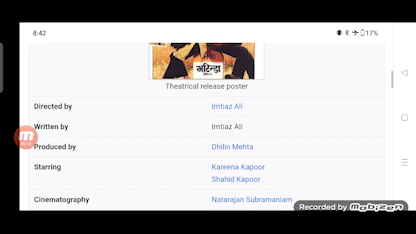 8:42
17%
Theatrical release poster
Directed by Imtiaz Ali
Written by Imtiaz Ali
Produced by Dhilin Mehta
Starring Kareena Kapoor
Shahid Kapoor
Cinematography Natarajan Subramaniam
Recorded by Mobizen